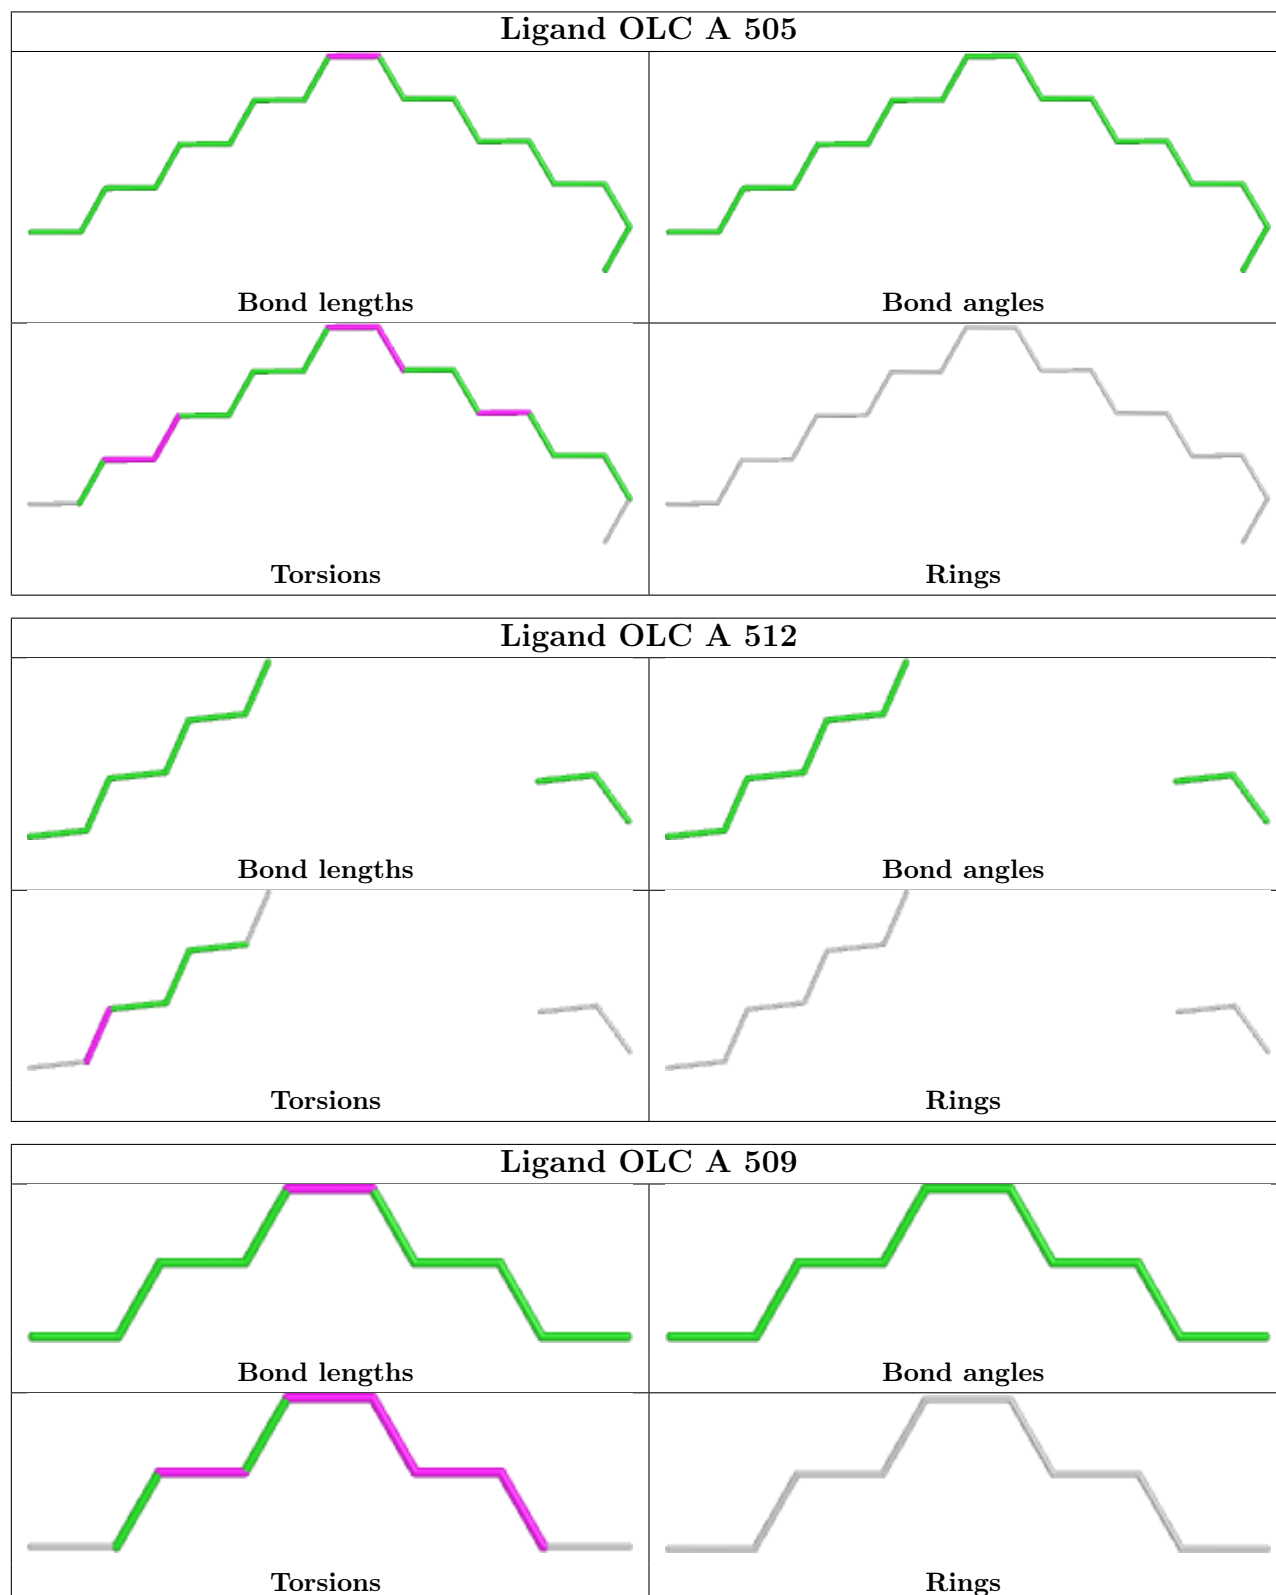 Ligand OLC A 505
Bond lengths
Bond angles
Torsions
Rings
Ligand OLC A 512
Bond lengths
Bond angles
Torsions
Rings
Ligand OLC A 509
Bond lengths
Bond angles
Torsions
Rings